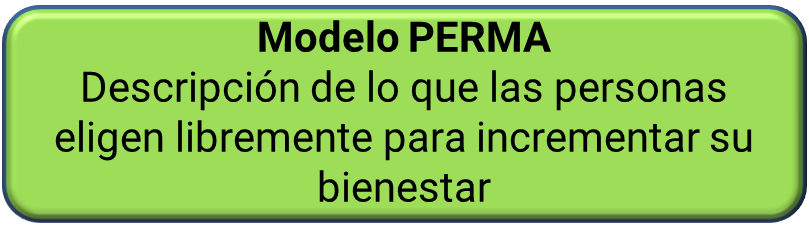 Modelo PERMA
Descripción de lo que las personas
eligen libremente para incrementar su
bienestar